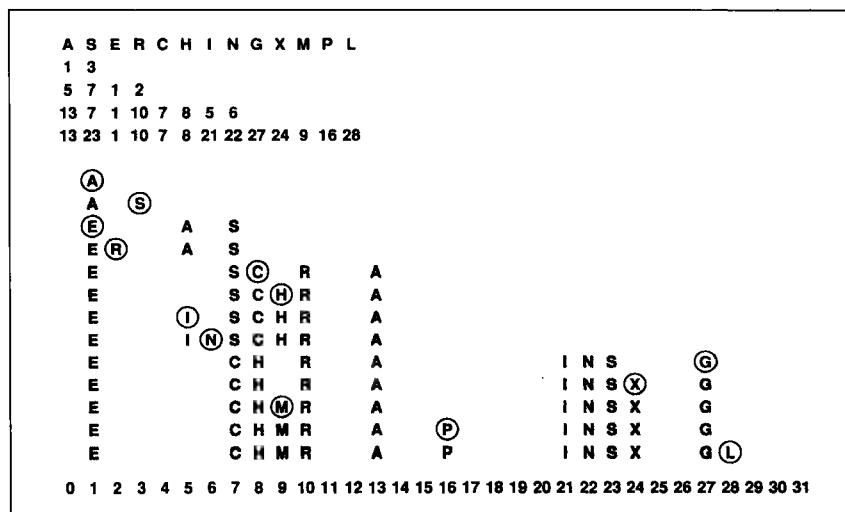 A S E R C H I N G X M P L
1 3
5 7 1 2
13 7 1 10 7 8 5 6
13 23 1 10 7 8 21 22 27 24 9 16 28
A
A S
E A S
E R A S
E S C R A
E S C H R A
E I S C H R A
E I N S C H R A
E C H R A I N S G
E C H R A I N S X G
E C H M R A I N S X G
E C H M R A P I N S X G
E C H M R A P I N S X G L
0 1 2 3 4 5 6 7 8 9 10 11 12 13 14 15 16 17 18 19 20 21 22 23 24 25 26 27 28 29 30 31